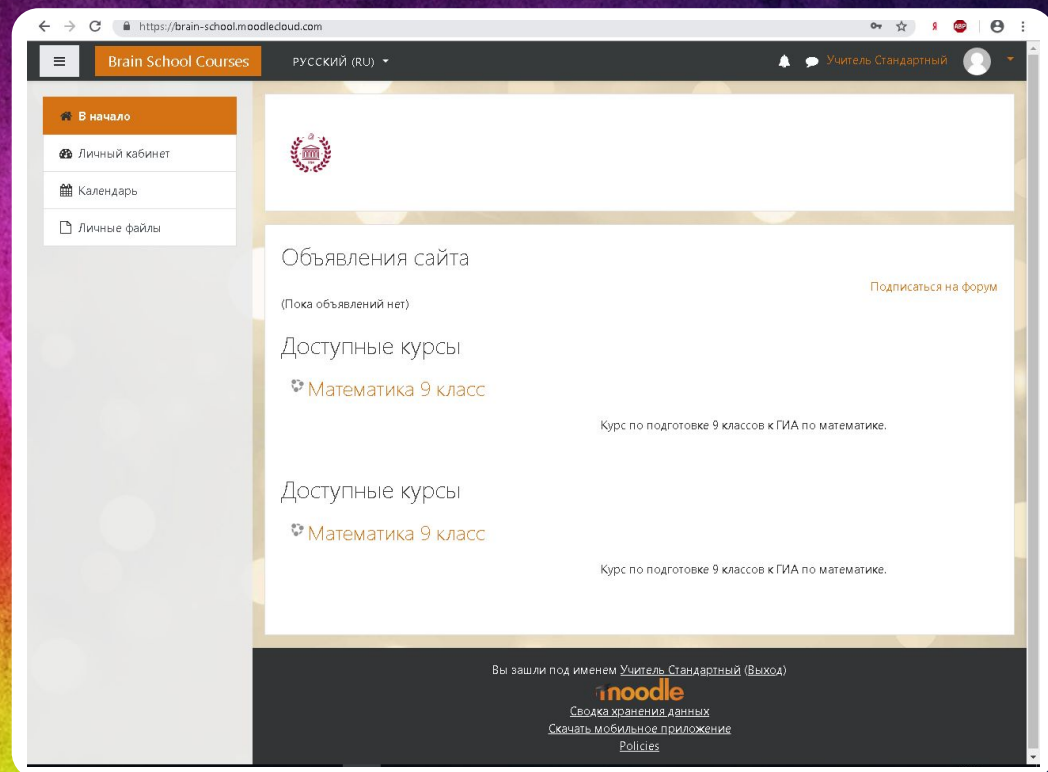 https://brain-school.moodlecloud.com
Я ABP
Brain School Courses РУССКИЙ (RU) Учитель Стандартный
В начало
Личный кабинет
Календарь
Личные файлы
Объявления сайта
Подписаться на форум
(Пока объявлений нет)
Доступные курсы
Математика 9 класс
Курс по подготовке 9 классов к ГИА по математике.
Доступные курсы
Математика 9 класс
Курс по подготовке 9 классов к ГИА по математике.
Вы зашли под именем Учитель Стандартный (Выход)
moodle
Сводка хранения данных
Скачать мобильное приложение
Policies